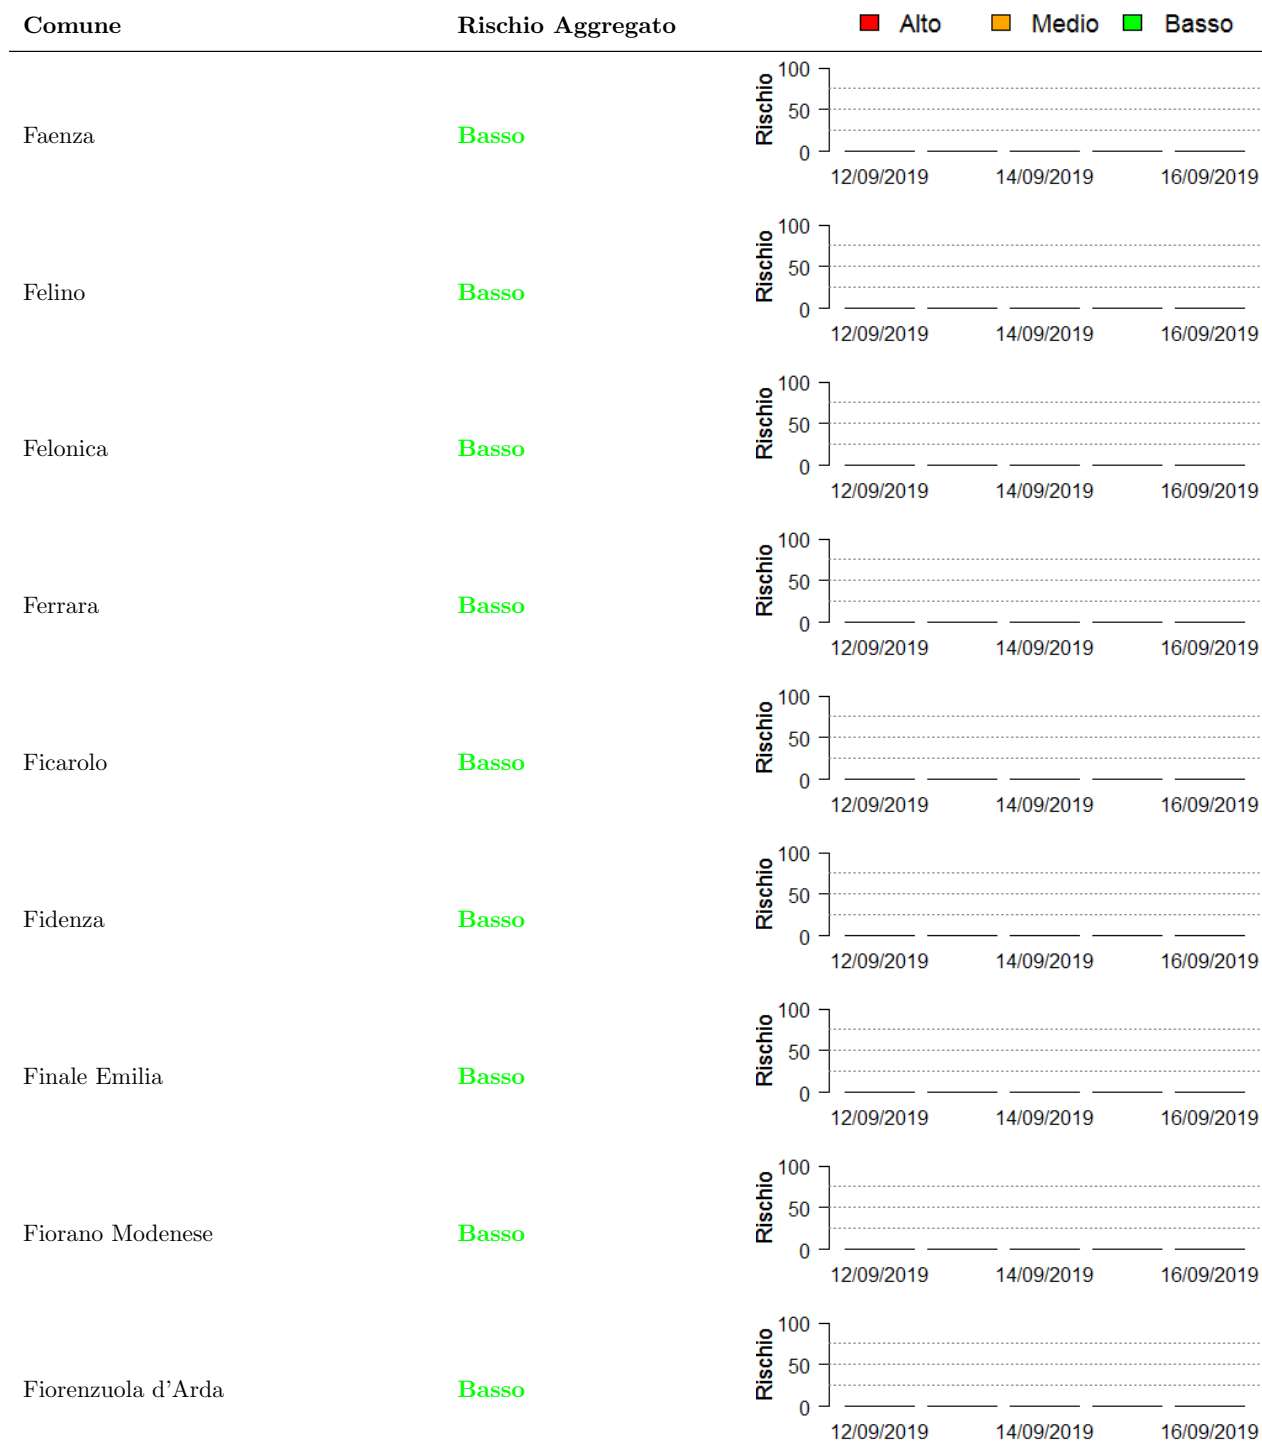 Comune Rischio Aggregato Alto Medio Basso
100
Rischio
50
Faenza Basso
0
12/09/2019 14/09/2019 16/09/2019
100
Rischio
50
Felino Basso
0
12/09/2019 14/09/2019 16/09/2019
100
Rischio
50
Felonica Basso
0
12/09/2019 14/09/2019 16/09/2019
100
Rischio
50
Ferrara Basso
0
12/09/2019 14/09/2019 16/09/2019
100
Rischio
50
Ficarolo Basso
0
12/09/2019 14/09/2019 16/09/2019
100
Rischio
50
Fidenza Basso
0
12/09/2019 14/09/2019 16/09/2019
100
Rischio
50
Finale Emilia Basso
0
12/09/2019 14/09/2019 16/09/2019
100
Rischio
50
Fiorano Modenese Basso
0
12/09/2019 14/09/2019 16/09/2019
100
Rischio
50
Fiorenzuola d'Arda Basso
0
12/09/2019 14/09/2019 16/09/2019